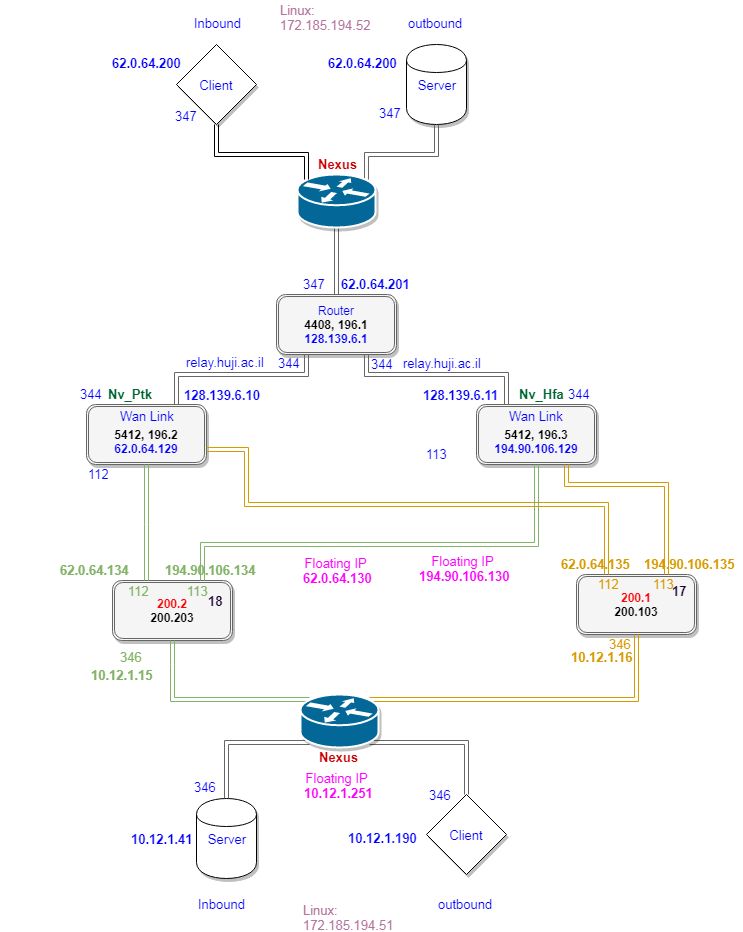 Linux:
172.185.194.52
Inbound
outbound
62.0.64.200
Client
347
62.0.64.200
Server
347
Nexus
347
62.0.64.201
Router
4408, 196.1
128.139.6.1
relay.huji.ac.il
344
344
relay.huji.ac.il
344
Nv_Ptk
128.139.6.10
128.139.6.11
Nv_Hfa
344
Wan Link
5412, 196.2
62.0.64.129
112
Wan Link
5412, 196.3
194.90.106.129
113
62.0.64.134
194.90.106.134
Floating IP
62.0.64.130
Floating IP
194.90.106.130
62.0.64.135
194.90.106.135
112
113
18
200.2
200.203
112
113
17
200.1
200.103
346
10.12.1.15
346
10.12.1.16
Nexus
Floating IP
10.12.1.251
346
10.12.1.41
Server
346
10.12.1.190
Client
Inbound
outbound
Linux:
172.185.194.51